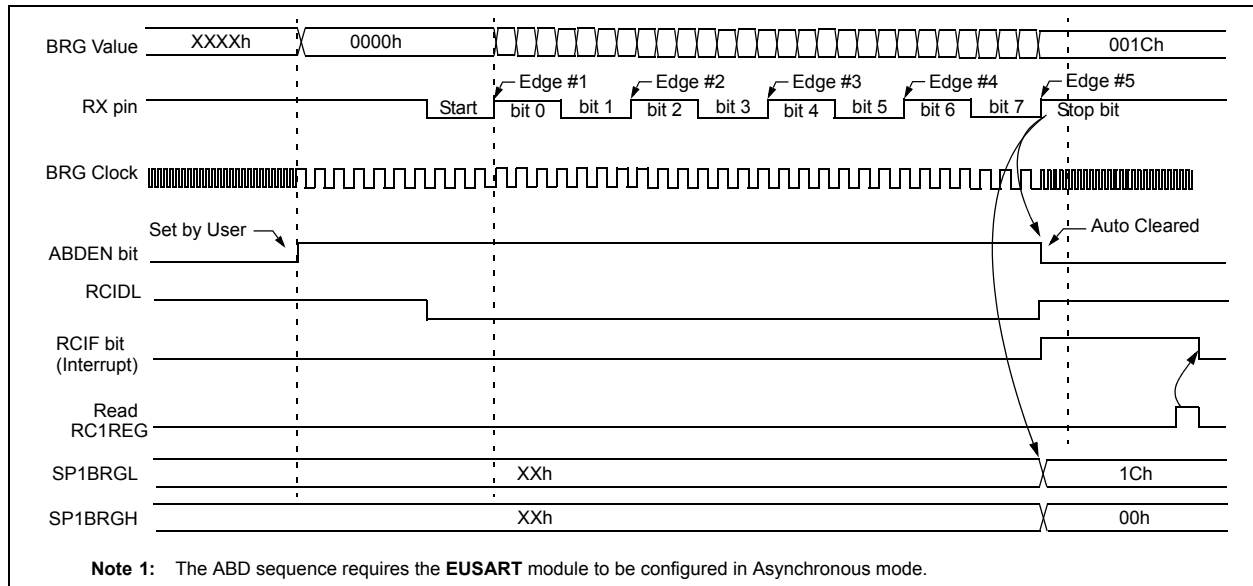 BRG Value XXXXh 0000h 001Ch
Edge #1 Edge #2 Edge #3 Edge #4 Edge #5
RX pin Start bit 0 bit 1 bit 2 bit 3 bit 4 bit 5 bit 6 bit 7 Stop bit
BRG Clock
Set by User Auto Cleared
ABDEN bit
RCIDL
RCIF bit
(Interrupt)
Read
RC1REG
SP1BRGL XXh 1Ch
SP1BRGH XXh 00h
Note 1: The ABD sequence requires the EUSART module to be configured in Asynchronous mode.